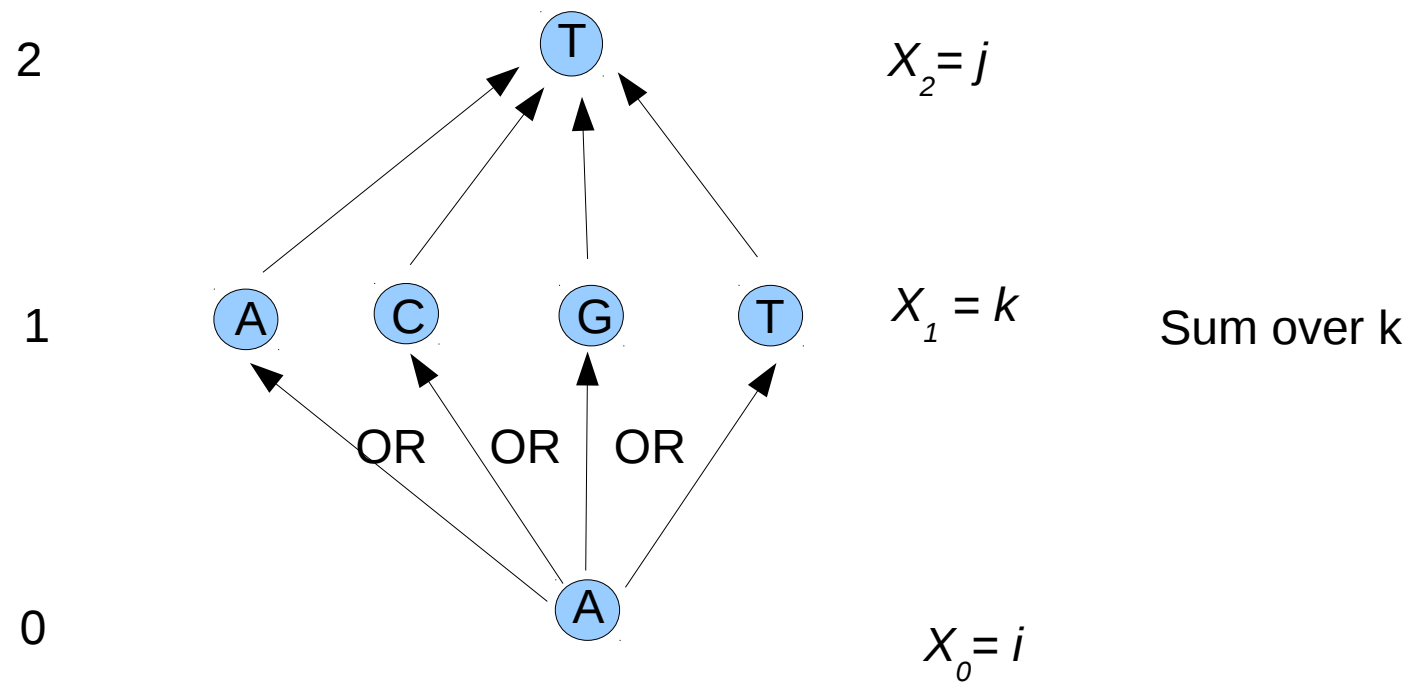 2 T X₂= j
1 A C G T X₁ = k Sum over k
OR OR OR
0 A X₀= i